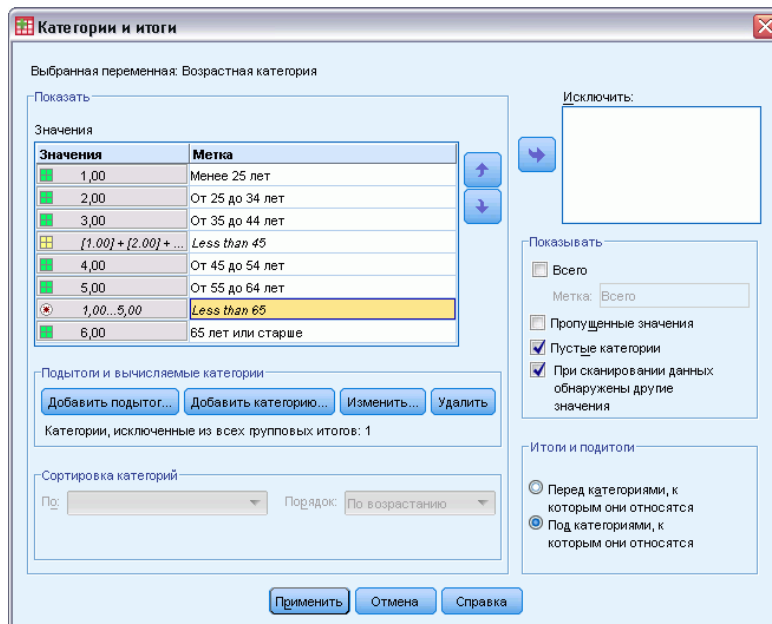 Категории и итоги
Выбранная переменная: Возрастная категория
Показать
Значения
Значения Метка
1,00 Менее 25 лет
2,00 От 25 до 34 лет
3,00 От 35 до 44 лет
[1.00] + [2.00] + ... Less than 45
4,00 От 45 до 54 лет
5,00 От 55 до 64 лет
1,00...5,00 Less than 65
6,00 65 лет или старше
Подытоги и вычисляемые категории
Добавить подытог... Добавить категорию... Изменить... Удалить
Категории, исключенные из всех групповых итогов: 1
Сортировка категорий
По: Порядок: По возрастанию
Исключить:
Показывать
Всего
Метка: Всего
Пропущенные значения
Пустые категории
При сканировании данных
обнаружены другие
значения
Итоги и подитоги
Перед категориями, к
которым они относятся
Под категориями, к
которым они относятся
Применить Отмена Справка